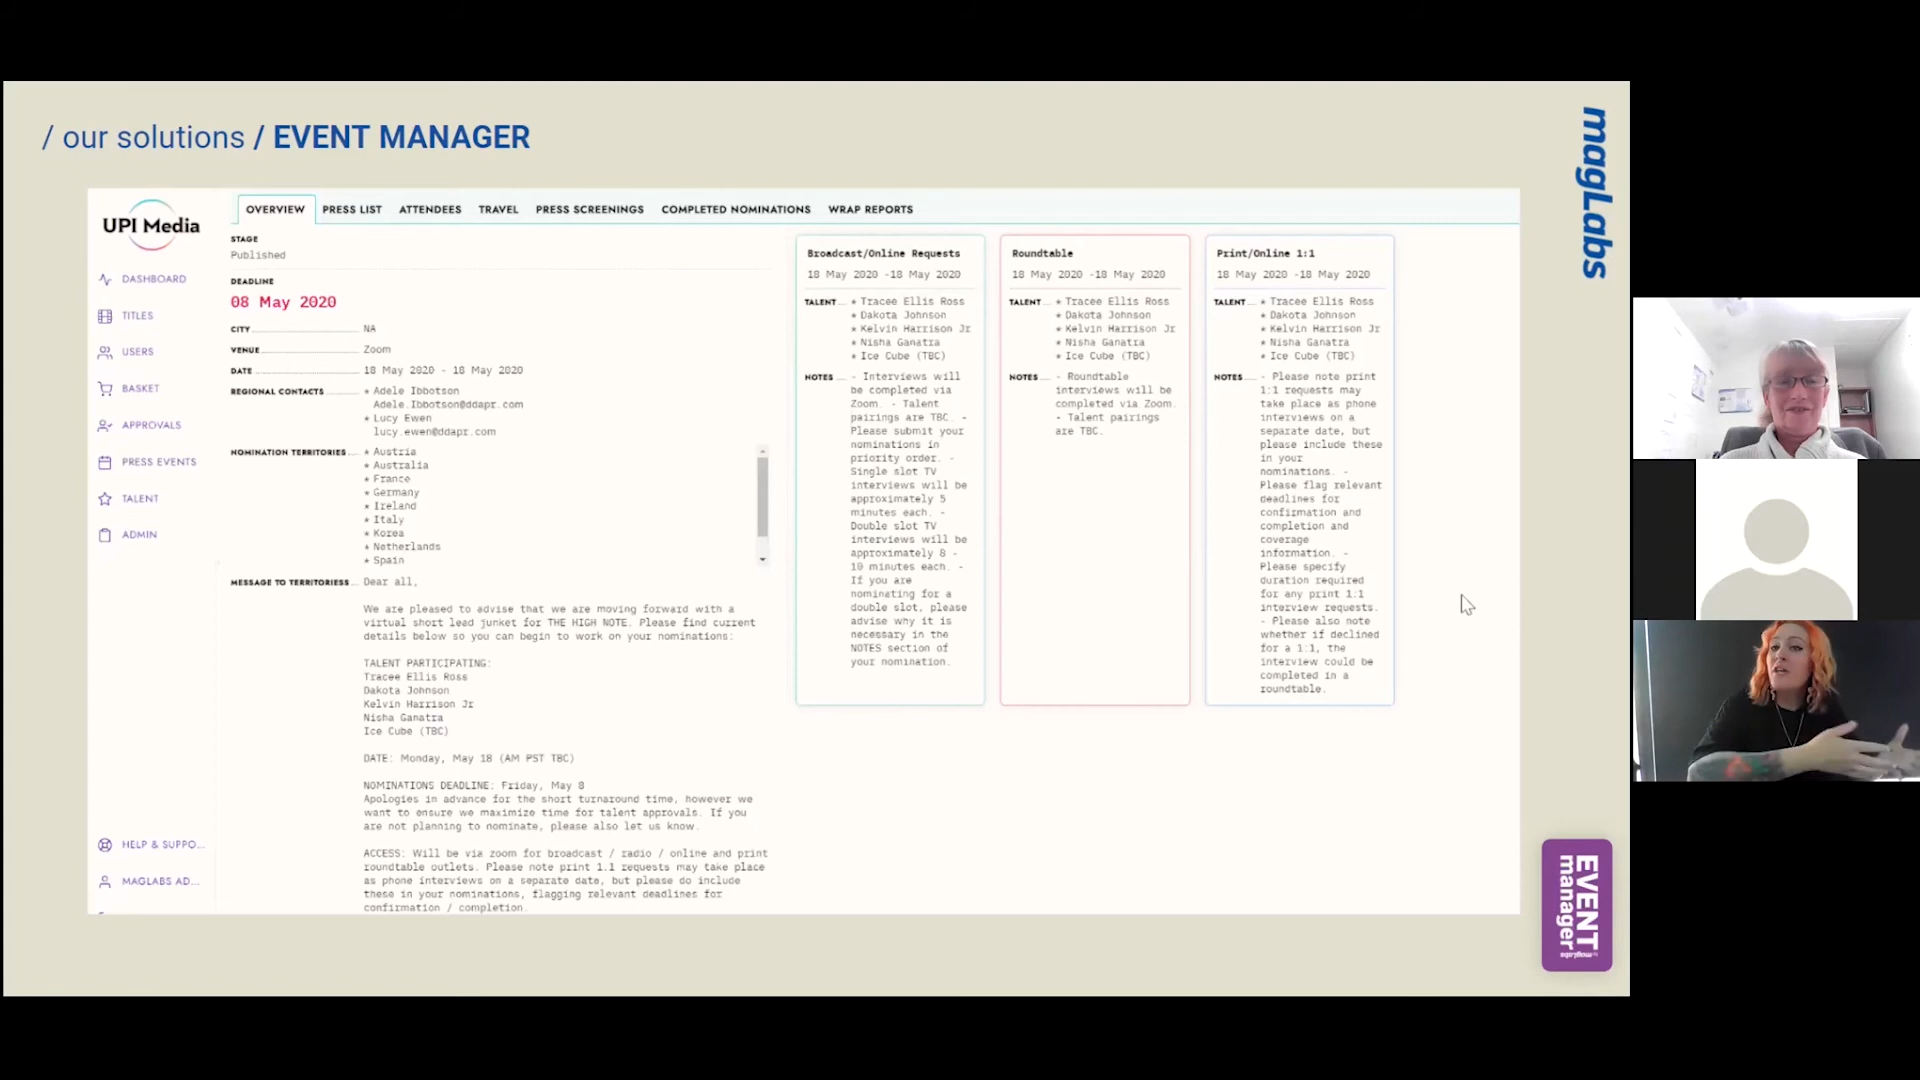 / our solutions / EVENT MANAGER
magLabs
UPI Media
DASHBOARD
TITLES
USERS
BASKET
APPROVALS
PRESS EVENTS
TALENT
ADMIN
HELP & SUPPO...
MAGLABS AD...
OVERVIEW PRESS LIST ATTENDEES TRAVEL PRESS SCREENINGS COMPLETED NOMINATIONS WRAP REPORTS
STAGE
Published
DEADLINE
08 May 2020
CITY NA
VENUE Zoom
DATE 18 May 2020 - 18 May 2020
REGIONAL CONTACTS * Adele Ibbotson
Adele.Ibbotson@ddapr.com
* Lucy Ewen
lucy.ewen@ddapr.com
NOMINATION TERRITORIES * Austria
* Australia
* France
* Germany
* Ireland
* Italy
* Korea
* Netherlands
* Spain
MESSAGE TO TERRITORIESS Dear all,
We are pleased to advise that we are moving forward with a
virtual short lead junket for THE HIGH NOTE. Please find current
details below so you can begin to work on your nominations:
TALENT PARTICIPATING:
Tracee Ellis Ross
Dakota Johnson
Kelvin Harrison Jr
Nisha Ganatra
Ice Cube (TBC)
DATE: Monday, May 18 (AM PST TBC)
NOMINATIONS DEADLINE: Friday, May 8
Apologies in advance for the short turnaround time, however we
want to ensure we maximize time for talent approvals. If you
are not planning to nominate, please also let us know.
ACCESS: Will be via zoom for broadcast / radio / online and print
roundtable outlets. Please note print 1.1 requests may take place
as phone interviews on a separate date, but please do include
these in your nominations, flagging relevant deadlines for
confirmation / completion.
Broadcast/Online Requests
18 May 2020 -18 May 2020
TALENT * Tracee Ellis Ross
* Dakota Johnson
* Kelvin Harrison Jr
* Nisha Ganatra
* Ice Cube (TBC)
NOTES - Interviews will
be completed via
Zoom. - Talent
pairings are TBC. -
Please submit your
nominations in
priority order. -
Single slot TV
interviews will be
approximately 5
minutes each. -
Double slot TV
interviews will be
approximately 8 -
10 minutes each. -
If you are
nominating for a
double slot, please
advise why it is
necessary in the
NOTES section of
your nomination.
Roundtable
18 May 2020 -18 May 2020
TALENT * Tracee Ellis Ross
* Dakota Johnson
* Kelvin Harrison Jr
* Nisha Ganatra
* Ice Cube (TBC)
NOTES - Roundtable
interviews will be
completed via Zoom.
- Talent pairings
are TBC.
Print/Online 1:1
18 May 2020 -18 May 2020
TALENT * Tracee Ellis Ross
* Dakota Johnson
* Kelvin Harrison Jr
* Nisha Ganatra
* Ice Cube (TBC)
NOTES - Please note print
1:1 requests may
take place as phone
interviews on a
separate date, but
please include these
in your
nominations. -
Please flag relevant
deadlines for
confirmation and
completion and
coverage
information. -
Please specify
duration required
for any print 1:1
interview requests.
- Please also note
whether if declined
for a 1:1, the
interview could be
completed in a
roundtable.
EVENT
manager
by magLabs